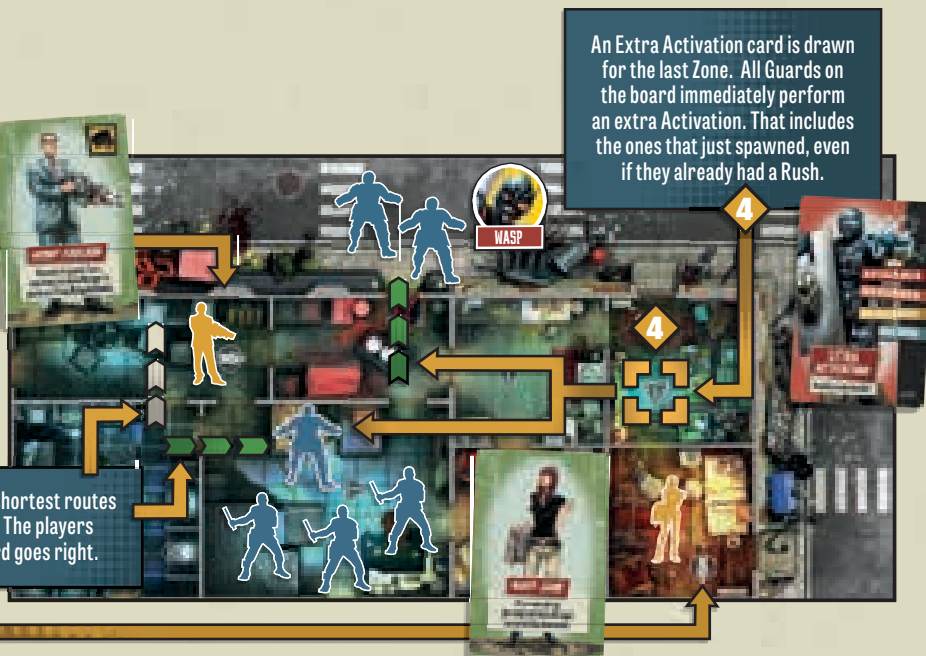 An Extra Activation card is drawn
for the last Zone. All Guards on
the board immediately perform
an extra Activation. That includes
the ones that just spawned, even
if they already had a Rush.
4
WASP
4
hortest routes
The players
rd goes right.